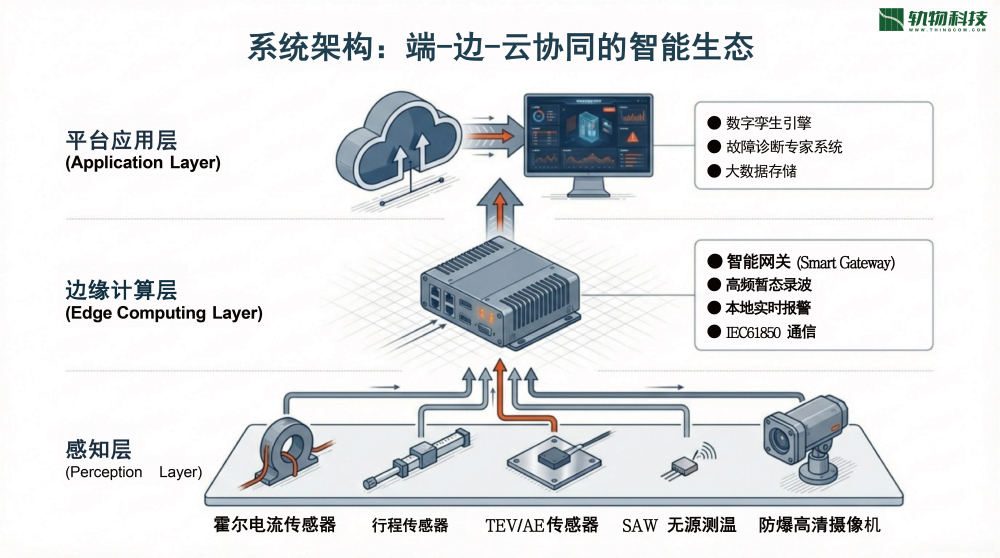 轨物科技
WWW.THINGCOM.COM
系统架构：端-边-云协同的智能生态
平台应用层
(Application Layer)
● 数字孪生引擎
● 故障诊断专家系统
● 大数据存储
边缘计算层
(Edge Computing Layer)
● 智能网关 (Smart Gateway)
● 高频暂态录波
● 本地实时报警
● IEC61850 通信
感知层
(Perception Layer)
霍尔电流传感器
行程传感器
TEV/AE传感器
SAW 无源测温
防爆高清摄像机